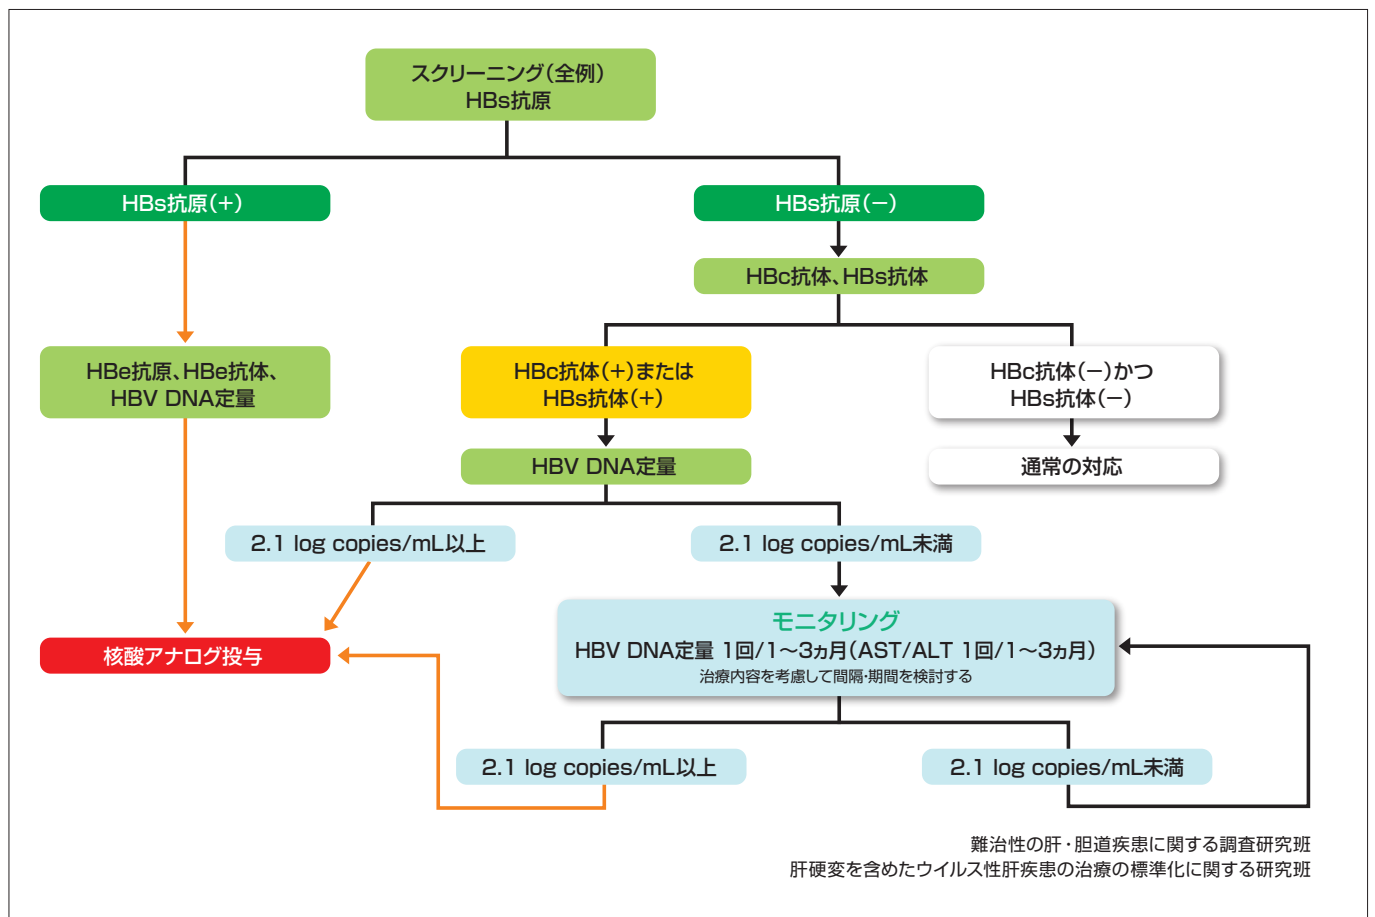 スクリーニング(全例)
HBs抗原
HBs抗原(+)
HBs抗原(−)
HBc抗体、HBs抗体
HBe抗原、HBe抗体、
HBV DNA定量
HBc抗体(+)または
HBs抗体(+)
HBc抗体(−)かつ
HBs抗体(−)
HBV DNA定量
通常の対応
2.1 log copies/mL以上
2.1 log copies/mL未満
核酸アナログ投与
モニタリング
HBV DNA定量 1回/1〜3ヵ月(AST/ALT 1回/1〜3ヵ月)
治療内容を考慮して間隔・期間を検討する
2.1 log copies/mL以上
2.1 log copies/mL未満
難治性の肝・胆道疾患に関する調査研究班
肝硬変を含めたウイルス性肝疾患の治療の標準化に関する研究班